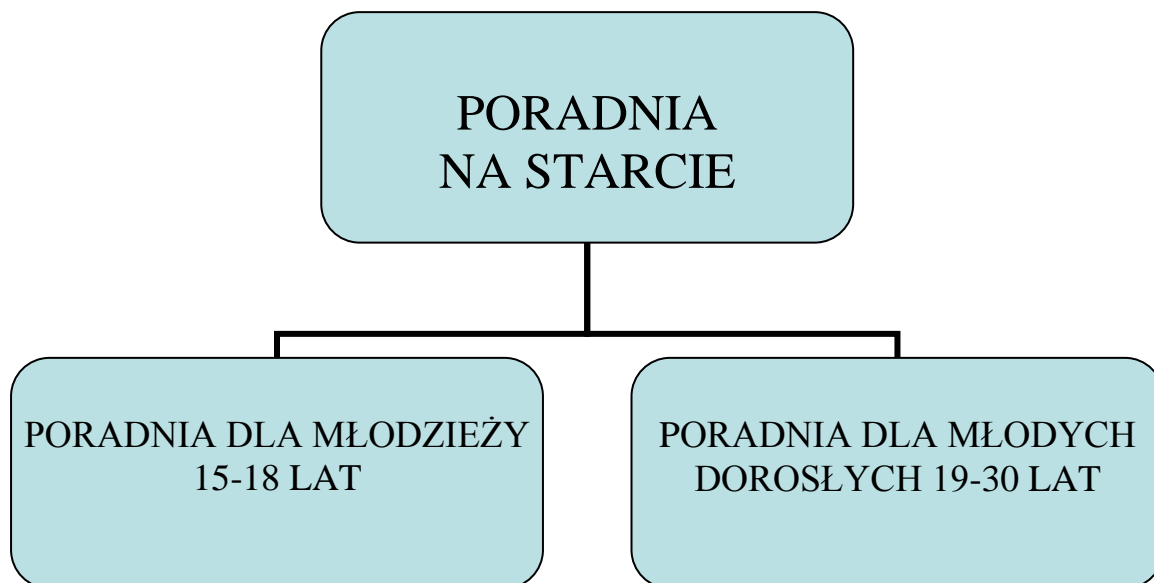 PORADNIA
NA STARCIE
PORADNIA DLA MŁODZIEŻY
15-18 LAT
PORADNIA DLA MŁODYCH
DOROSŁYCH 19-30 LAT